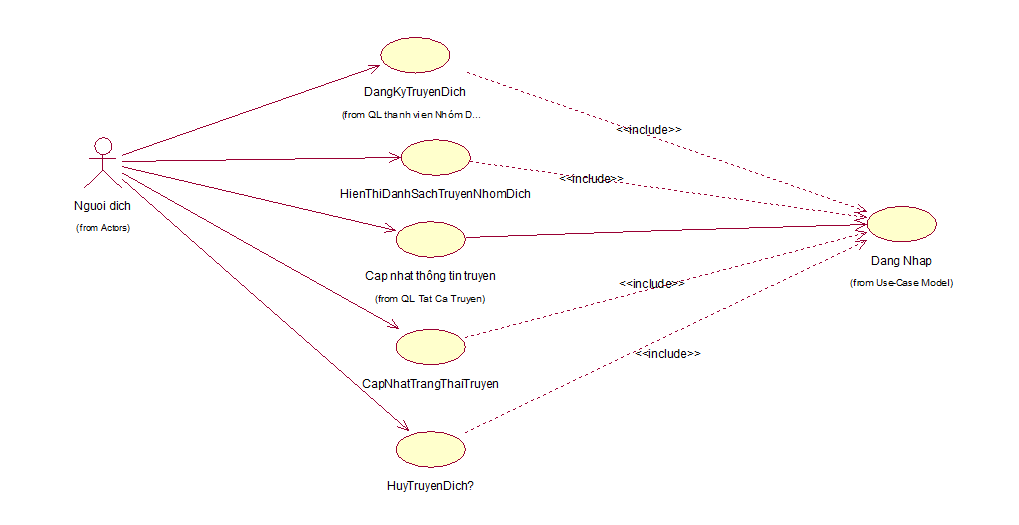 DangKyTruyenDich
(from QL thanh vien Nhóm D...
<<include>>
<<include>>
HienThiDanhSachTruyenNhomDich
Nguoi dich
(from Actors)
Dang Nhap
(from Use-Case Model)
Cap nhat thông tin truyen
(from QL Tat Ca Truyen)
<<include>>
<<include>>
CapNhatTrangThaiTruyen
HuyTruyenDich?